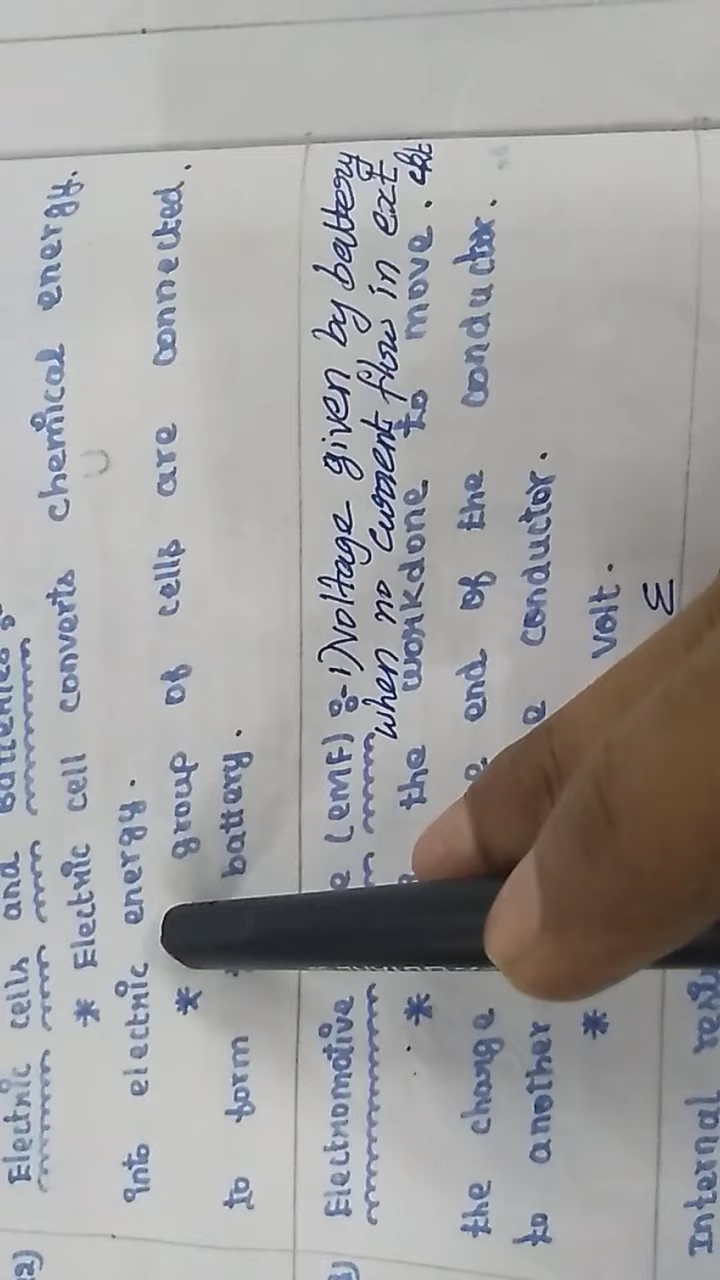 2) Electric cells and Batteries :-
* Electric cell converts chemical energy.
into electric energy.
* group of cells are connected.
to form battery.
Electromotive (EMF) :- 1) Voltage given by battery
when no current flow in ext ckt
* the workdone to move.
the charge end of the conductor.
to another conductor.
* volt.
Σ
Internal